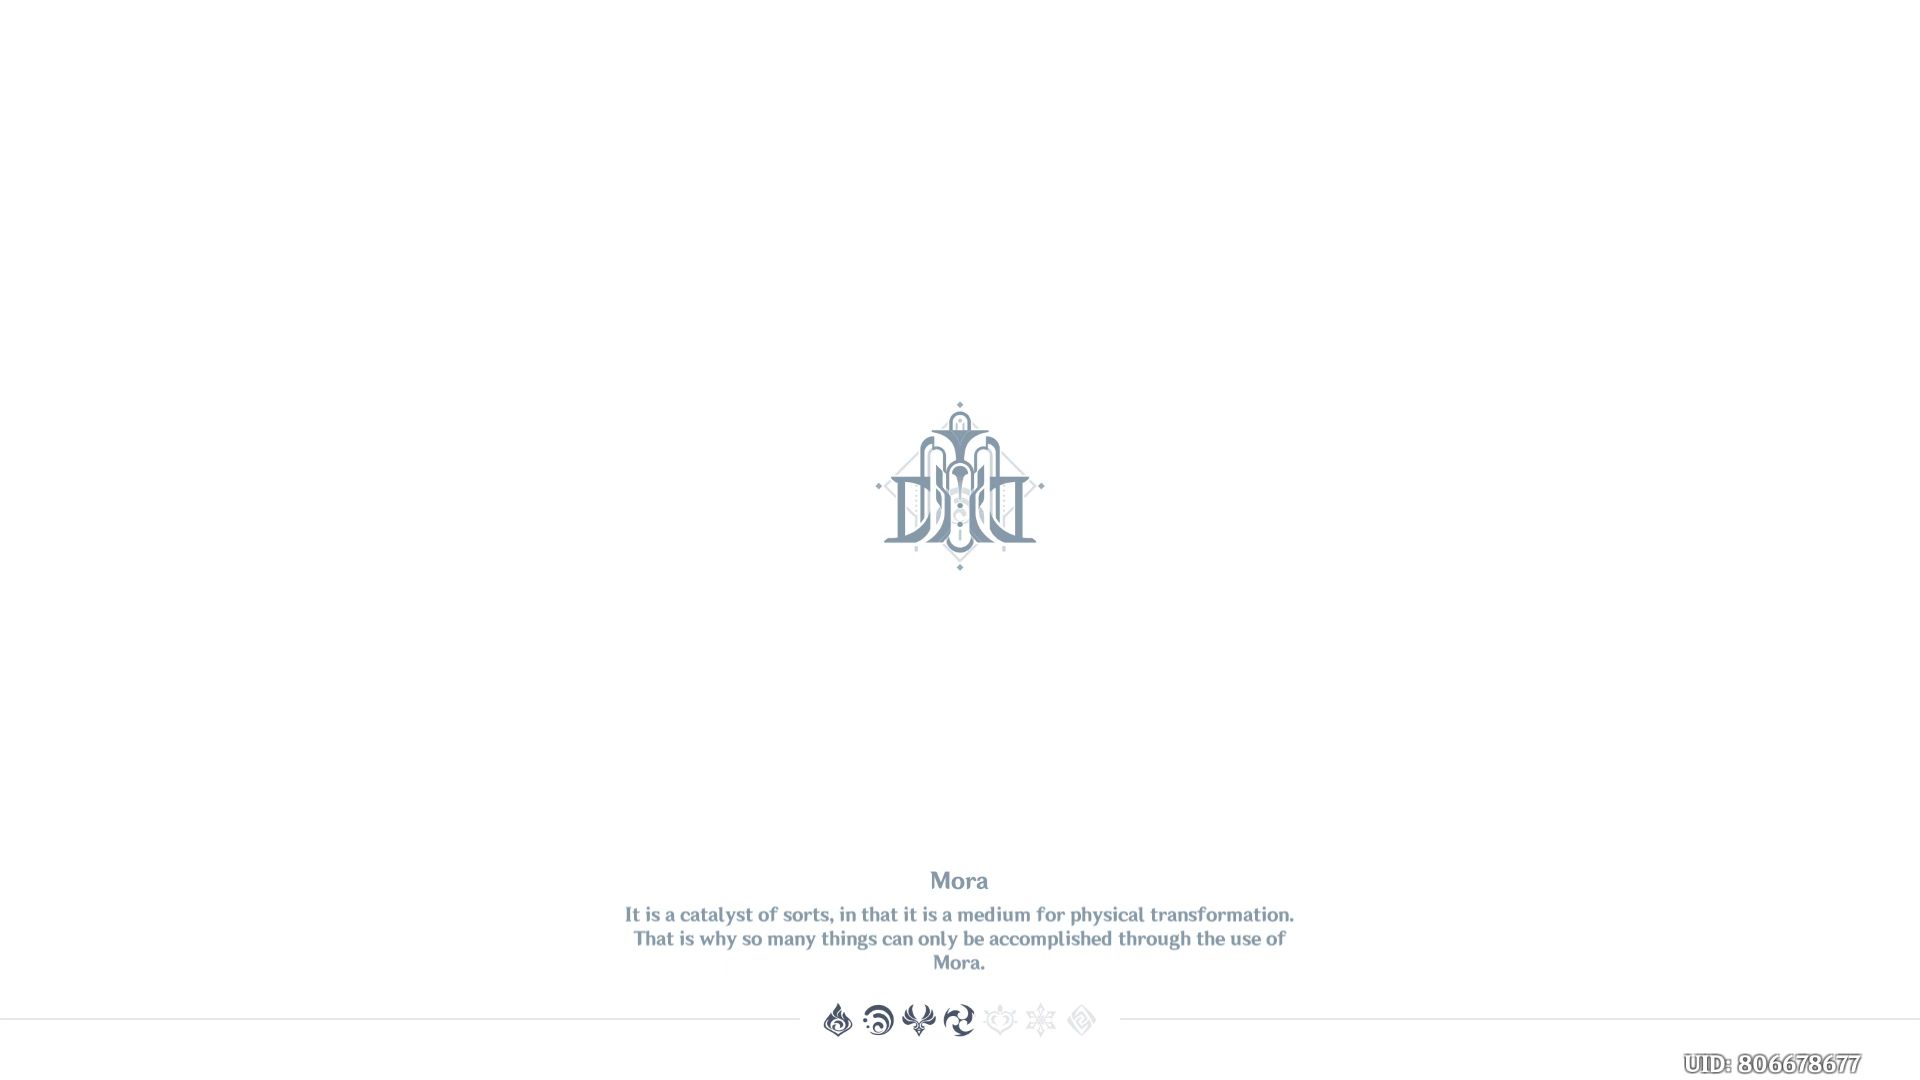 Mora
It is a catalyst of sorts, in that it is a medium for physical transformation.
That is why so many things can only be accomplished through the use of
Mora.
UID: 806678677